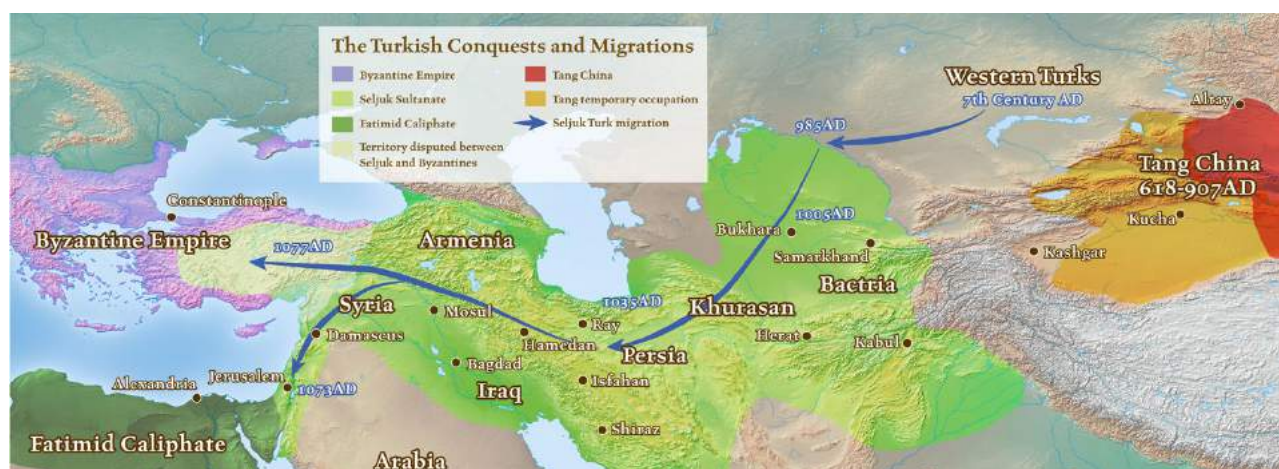 The Turkish Conquests and Migrations
Byzantine Empire
Seljuk Sultanate
Fatimid Caliphate
Territory disputed between
Seljuk and Byzantines
Tang China
Tang temporary occupation
Seljuk Turk migration
Western Turks
7th Century AD
Altay
985AD
Tang China
618-907AD
Kucha
Kashgar
Constantinople
Byzantine Empire
1077AD
Armenia
Bukhara
1005AD
Samarkhand
Bactria
Syria
Mosul
1035AD
Ray
Khurasan
Damascus
Hamedan
Persia
Herat
Kabul
Bagdad
Isfahan
Alexandria
Jerusalem
1073AD
Iraq
Shiraz
Fatimid Caliphate
Arabia